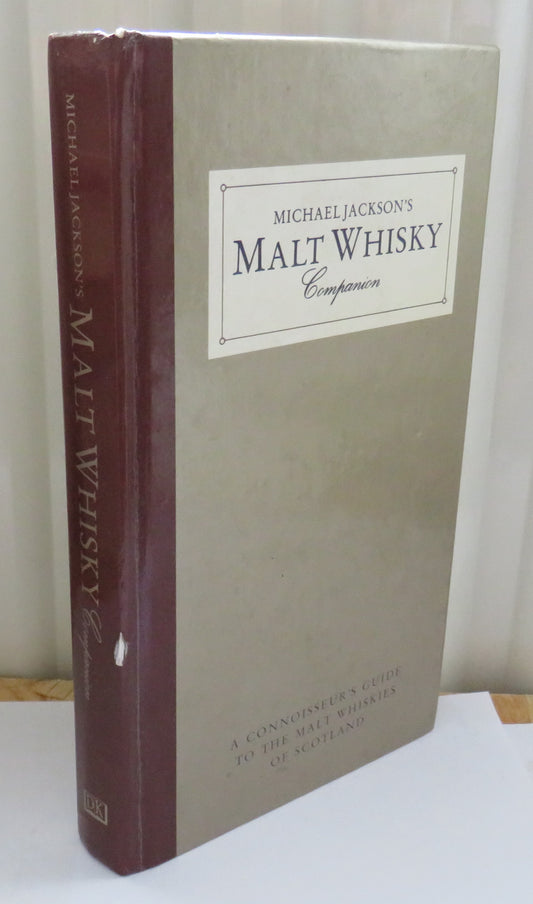 MICHAEL JACKSON'S MALT WHISKY Companion
DK
MICHAEL JACKSON'S
MALT WHISKY
Companion
A CONNOISSEUR'S GUIDE
TO THE MALT WHISKIES
OF SCOTLAND